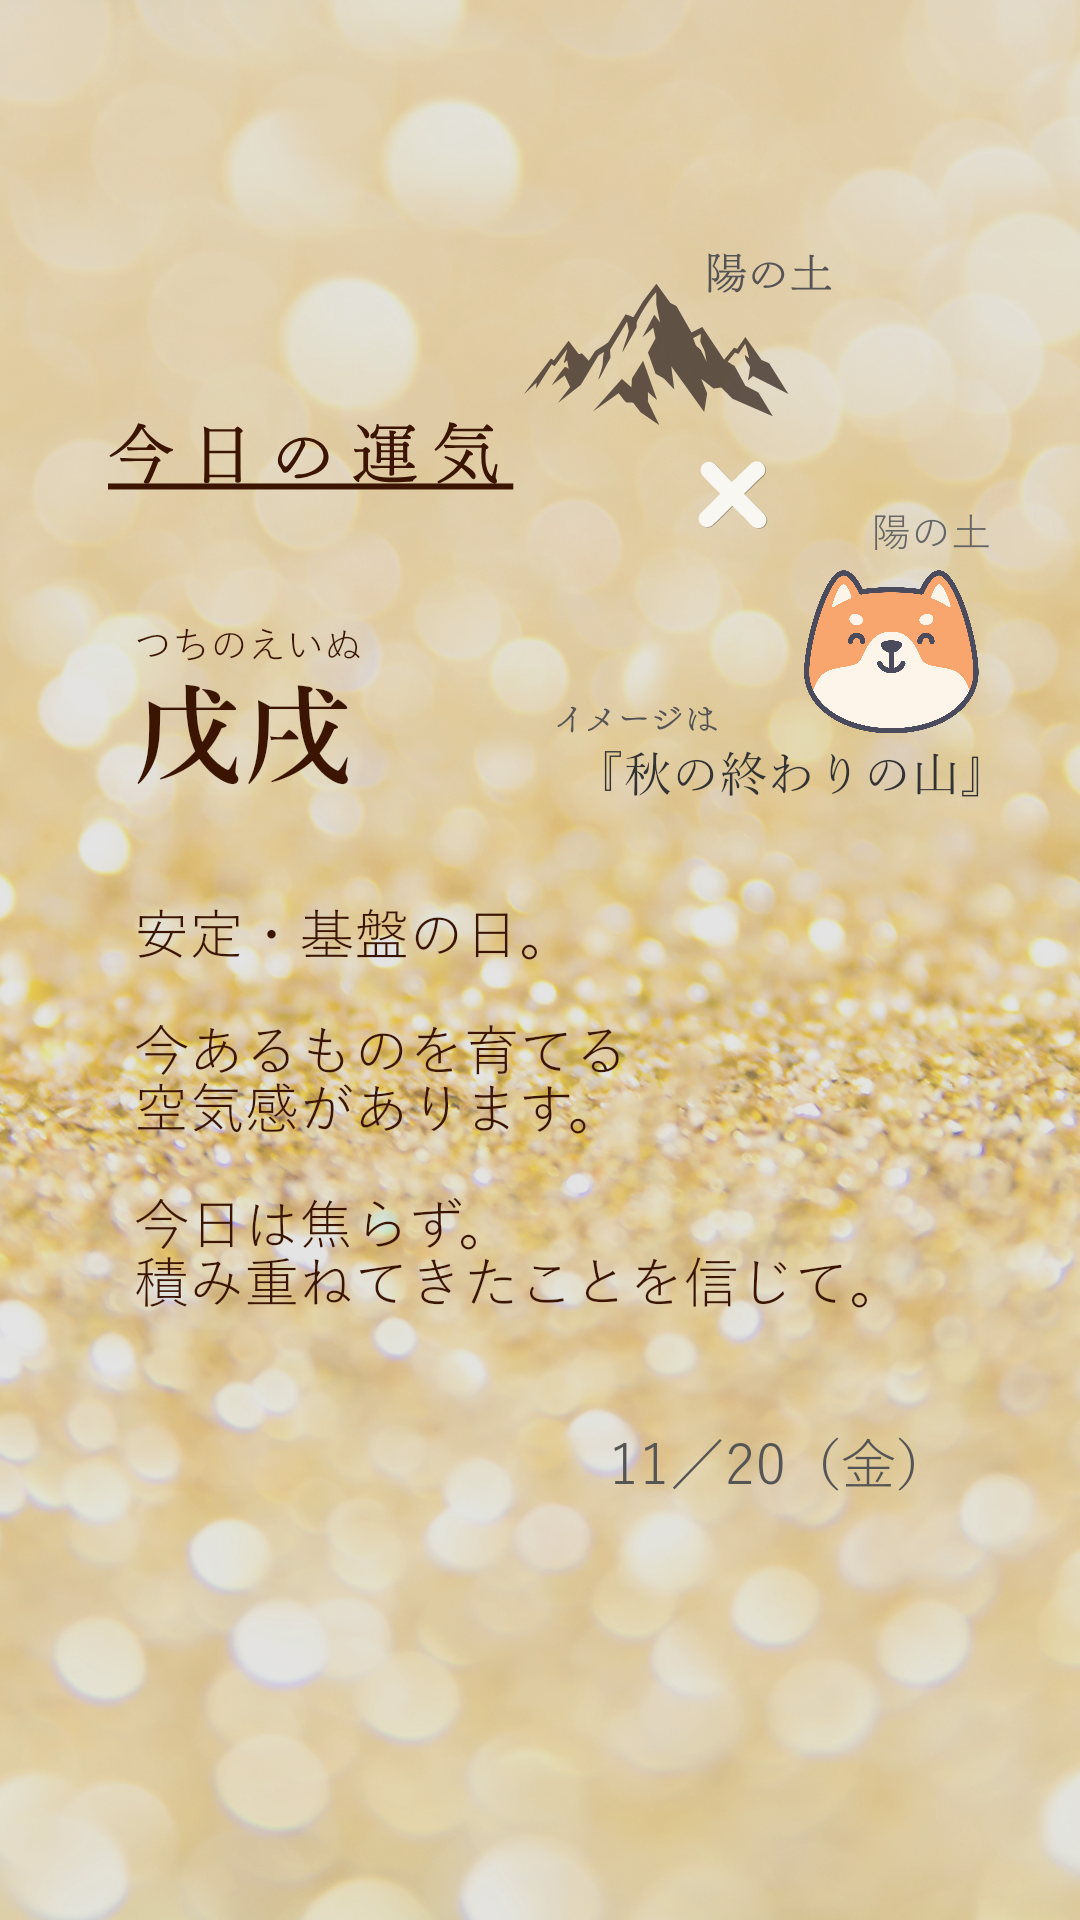 陽の土
今日の運気
陽の土
つちのえいぬ
戊戌
イメージは
『秋の終わりの山』
安定・基盤の日。
今あるものを育てる
空気感があります。
今日は焦らず。
積み重ねてきたことを信じて。
11／20（金）